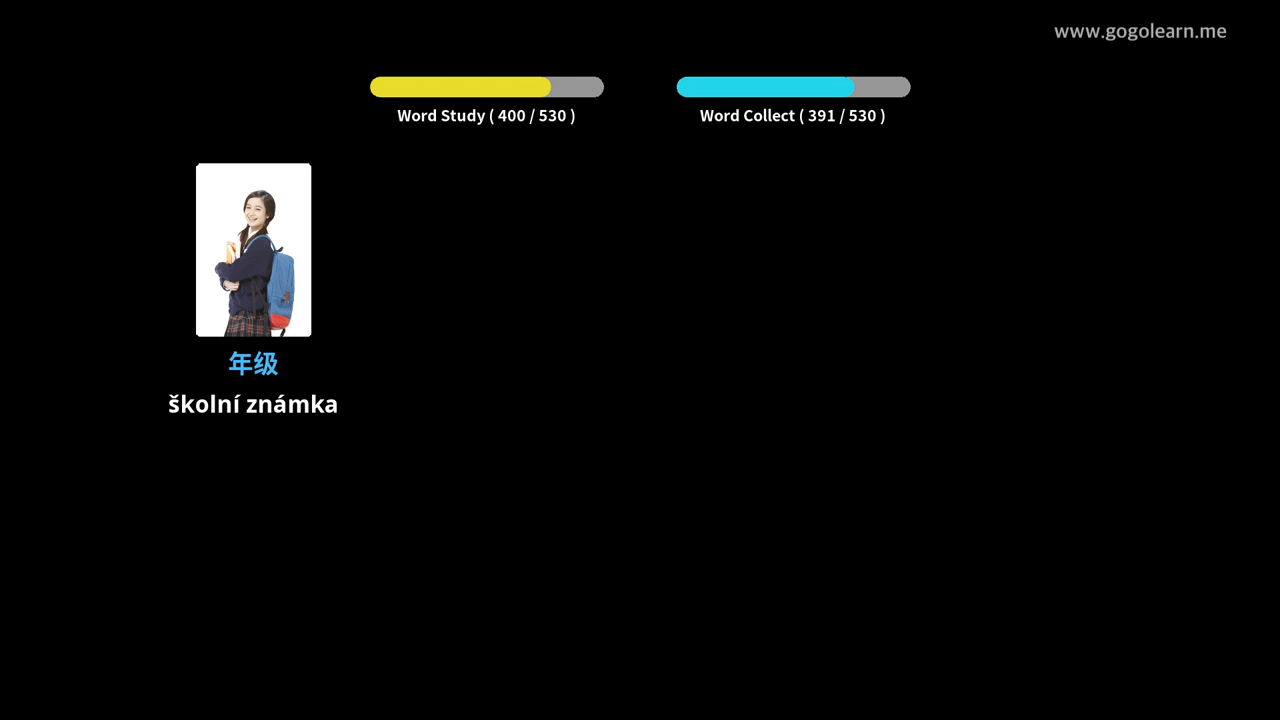 www.gogolearn.me
Word Study ( 400 / 530 )
Word Collect ( 391 / 530 )
年级
školní známka